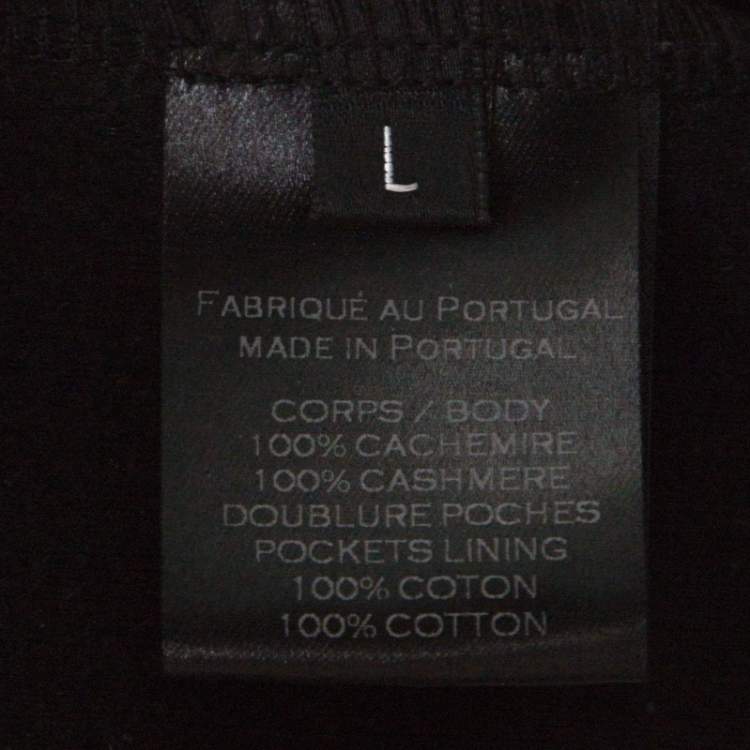 L
FABRIQUÉ AU PORTUGAL
MADE IN PORTUGAL
CORPS / BODY
100% CACHEMIRE
100% CASHMERE
DOUBLURE POCHES
POCKETS LINING
100% COTON
100% COTTON